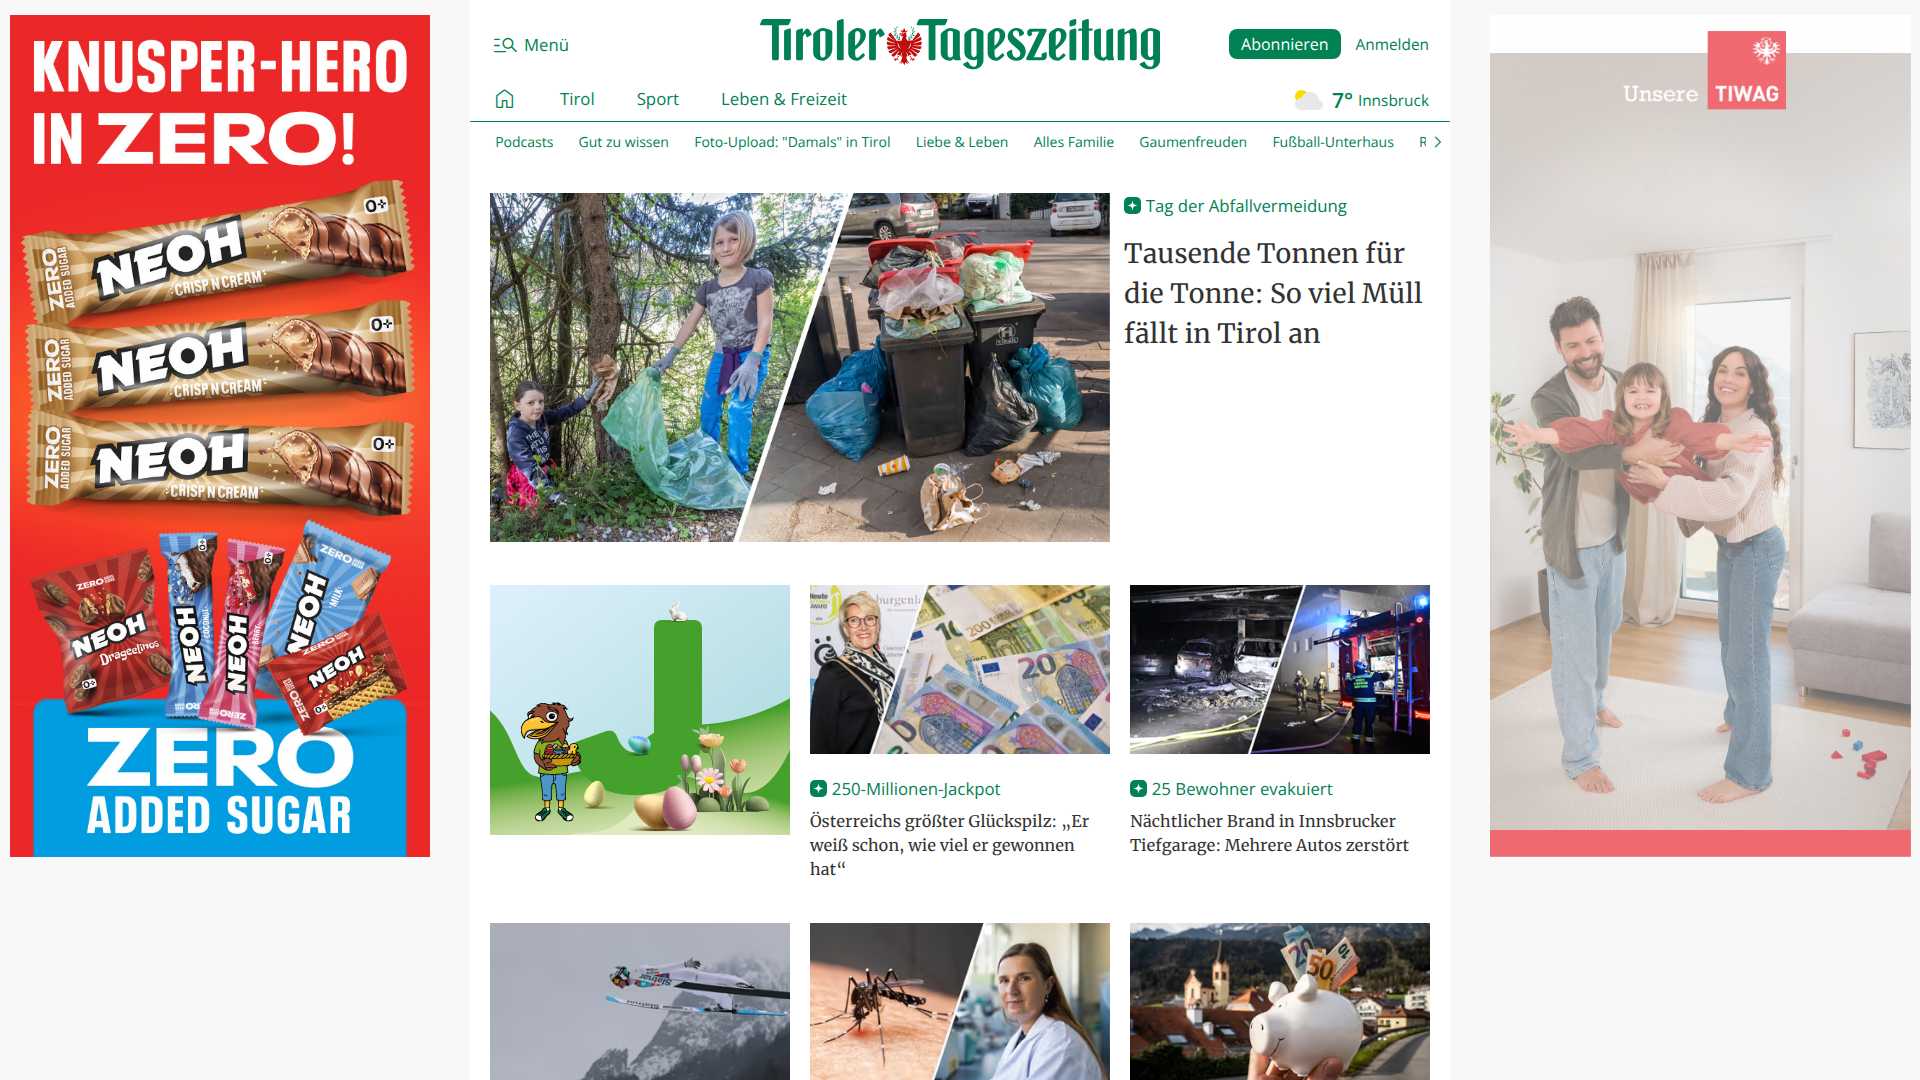 KNUSPER-HERO
IN ZERO!
ZERO ADDED SUGAR
NEOH
CRISP N CREAM
ZERO ADDED SUGAR
NEOH
CRISP N CREAM
ZERO ADDED SUGAR
NEOH
CRISP N CREAM
ZERO
NEOH
Drageelinos
NEOH
COCONUT
NEOH
ZERO
NEOH
MILK
ZERO
NEOH
ZERO
ADDED SUGAR
Menü
Tiroler Tageszeitung
Abonnieren
Anmelden
Tirol
Sport
Leben & Freizeit
7° Innsbruck
Podcasts
Gut zu wissen
Foto-Upload: "Damals" in Tirol
Liebe & Leben
Alles Familie
Gaumenfreuden
Fußball-Unterhaus
Tag der Abfallvermeidung
Tausende Tonnen für
die Tonne: So viel Müll
fällt in Tirol an
250-Millionen-Jackpot
Österreichs größter Glückspilz: „Er
weiß schon, wie viel er gewonnen
hat“
25 Bewohner evakuiert
Nächtlicher Brand in Innsbrucker
Tiefgarage: Mehrere Autos zerstört
Unsere
TIWAG